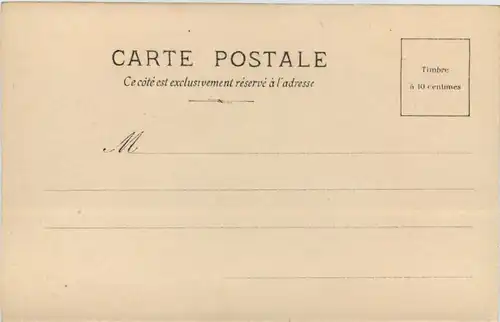 CARTE POSTALE
Ce côté est exclusivement réservé à l'adresse
Timbre
à 10 centimes
M